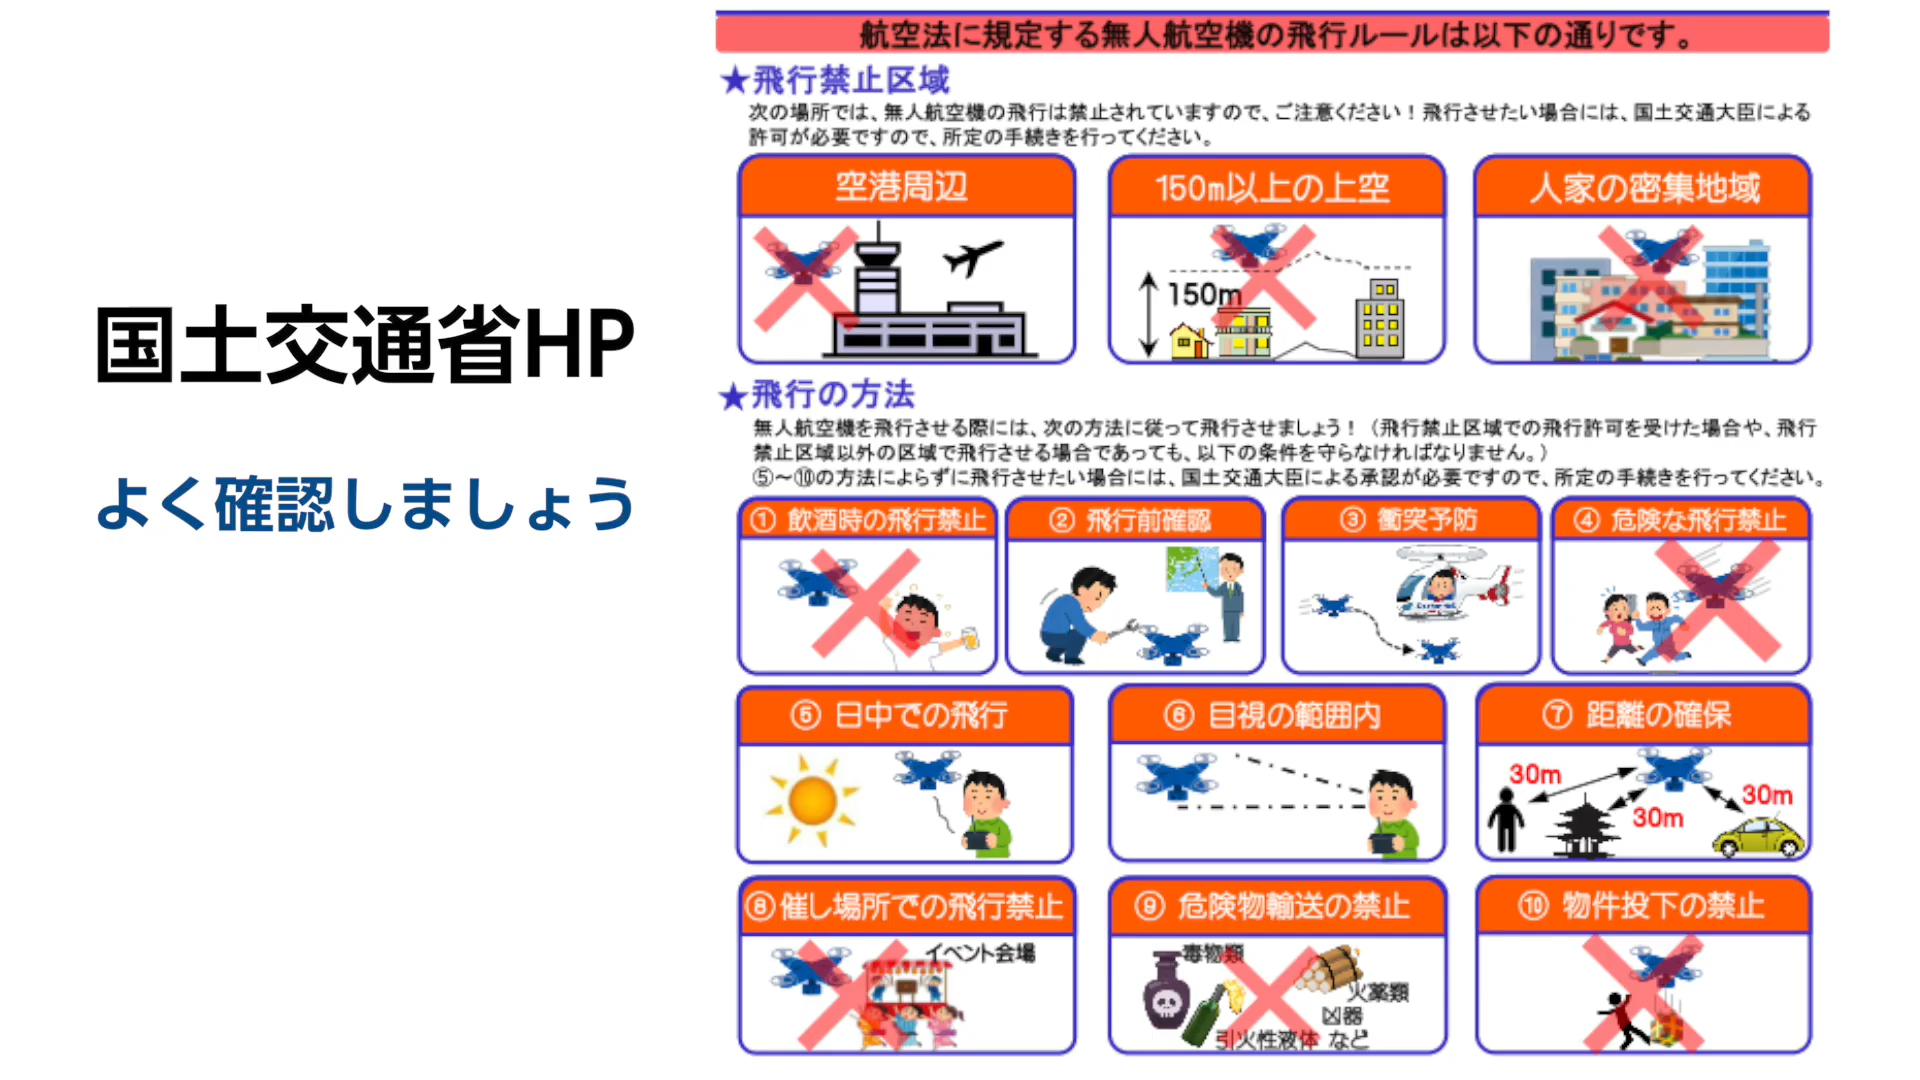 国土交通省HP
よく確認しましょう
航空法に規定する無人航空機の飛行ルールは以下の通りです。
★飛行禁止区域
次の場所では、無人航空機の飛行は禁止されていますので、ご注意ください！飛行させたい場合には、国土交通大臣による
許可が必要ですので、所定の手続きを行ってください。
空港周辺
150m以上の上空
150m
人家の密集地域
★飛行の方法
無人航空機を飛行させる際には、次の方法に従って飛行させましょう！（飛行禁止区域での飛行許可を受けた場合や、飛行
禁止区域以外の区域で飛行させる場合であっても、以下の条件を守らなければなりません。）
⑤～⑩の方法によらずに飛行させたい場合には、国土交通大臣による承認が必要ですので、所定の手続きを行ってください。
① 飲酒時の飛行禁止
② 飛行前確認
③ 衝突予防
④ 危険な飛行禁止
⑤ 日中での飛行
⑥ 目視の範囲内
⑦ 距離の確保
30m
30m
30m
⑧催し場所での飛行禁止
イベント会場
⑨ 危険物輸送の禁止
毒物類
火薬類
凶器
引火性液体 など
⑩ 物件投下の禁止